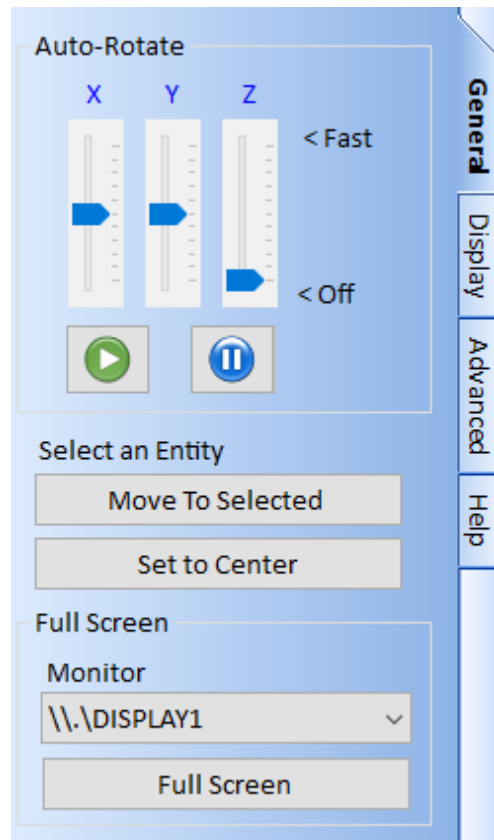 Auto-Rotate
X Y Z
< Fast
< Off
Select an Entity
Move To Selected
Set to Center
Full Screen
Monitor
\\.\DISPLAY1
Full Screen
General
Display
Advanced
Help